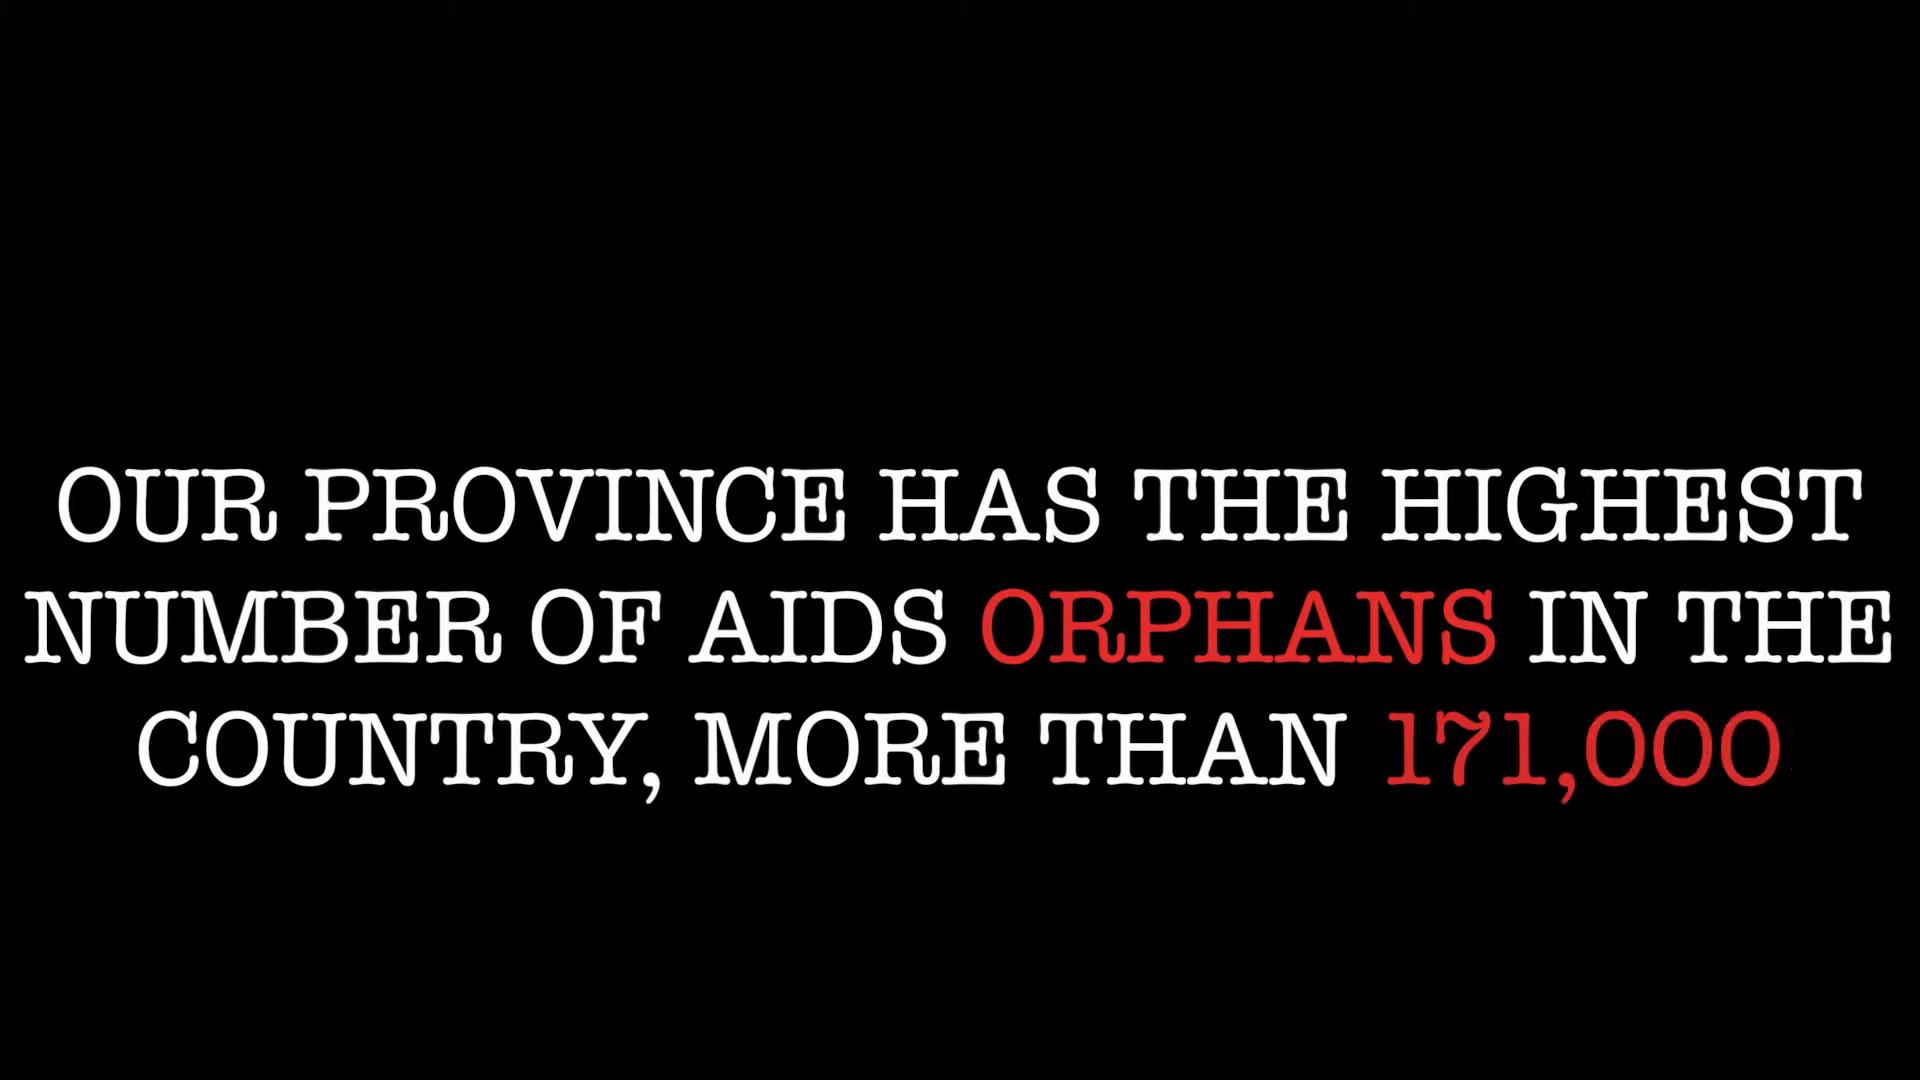 OUR PROVINCE HAS THE HIGHEST
NUMBER OF AIDS ORPHANS IN THE
COUNTRY, MORE THAN 171,000